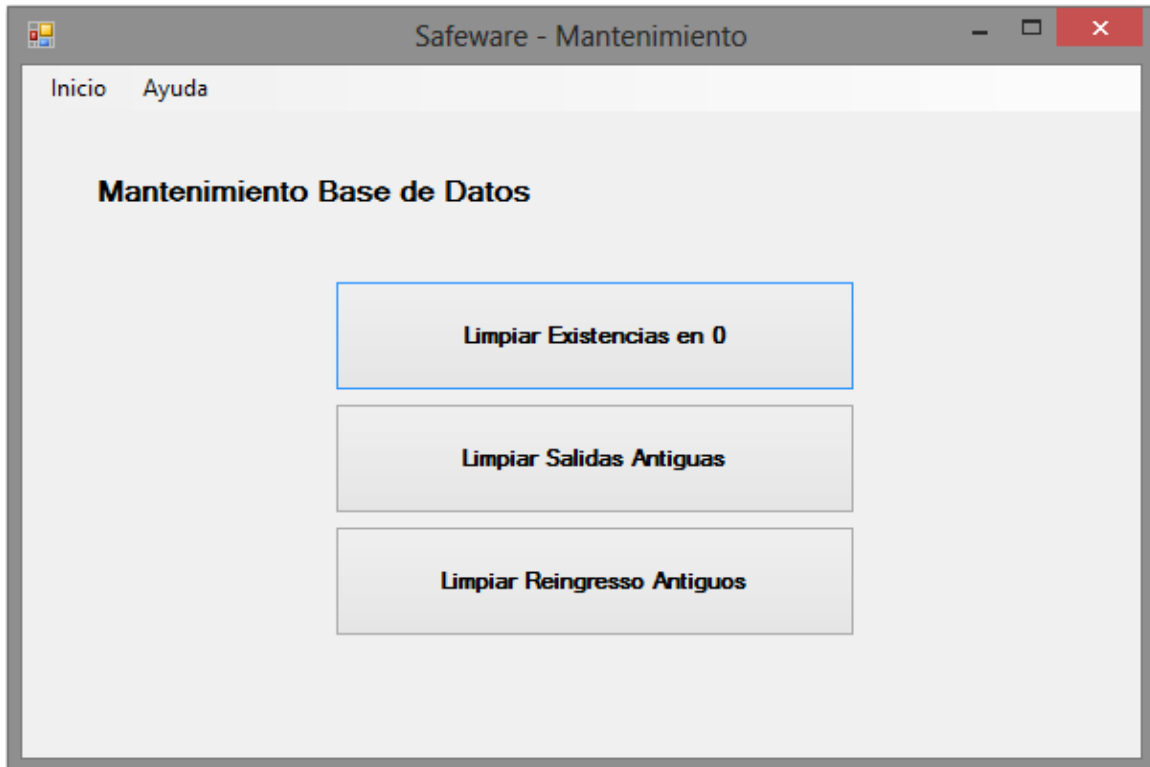 Safeware - Mantenimiento
Inicio Ayuda
Mantenimiento Base de Datos
Limpiar Existencias en 0
Limpiar Salidas Antiguas
Limpiar Reingresso Antiguos